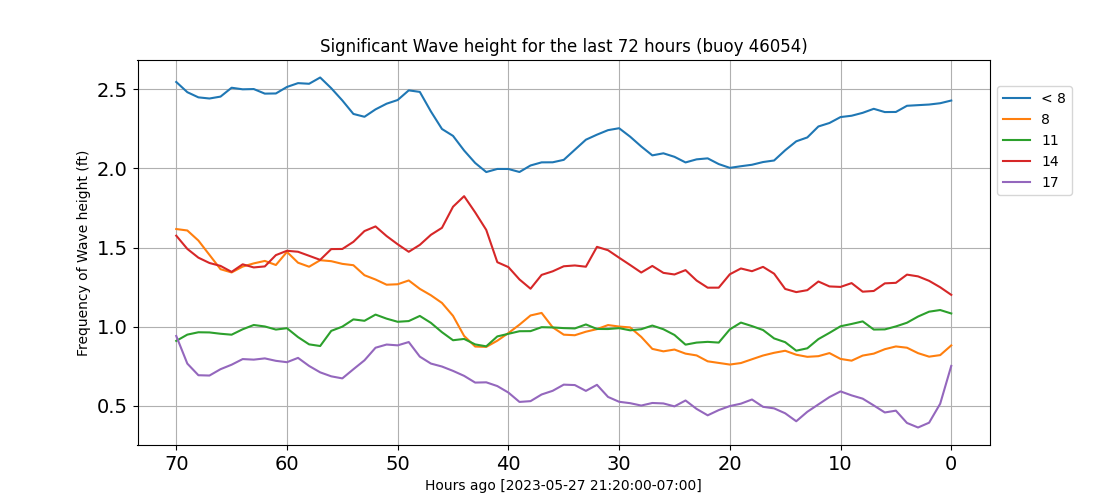 Significant Wave height for the last 72 hours (buoy 46054)
Frequency of Wave height (ft)
2.5
2.0
1.5
1.0
0.5
70 60 50 40 30 20 10 0
Hours ago [2023-05-27 21:20:00-07:00]
< 8
8
11
14
17